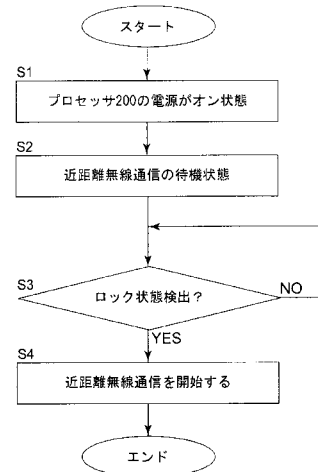 スタート
S1
プロセッサ200の電源がオン状態
S2
近距離無線通信の待機状態
S3
ロック状態検出？
NO
YES
S4
近距離無線通信を開始する
エンド